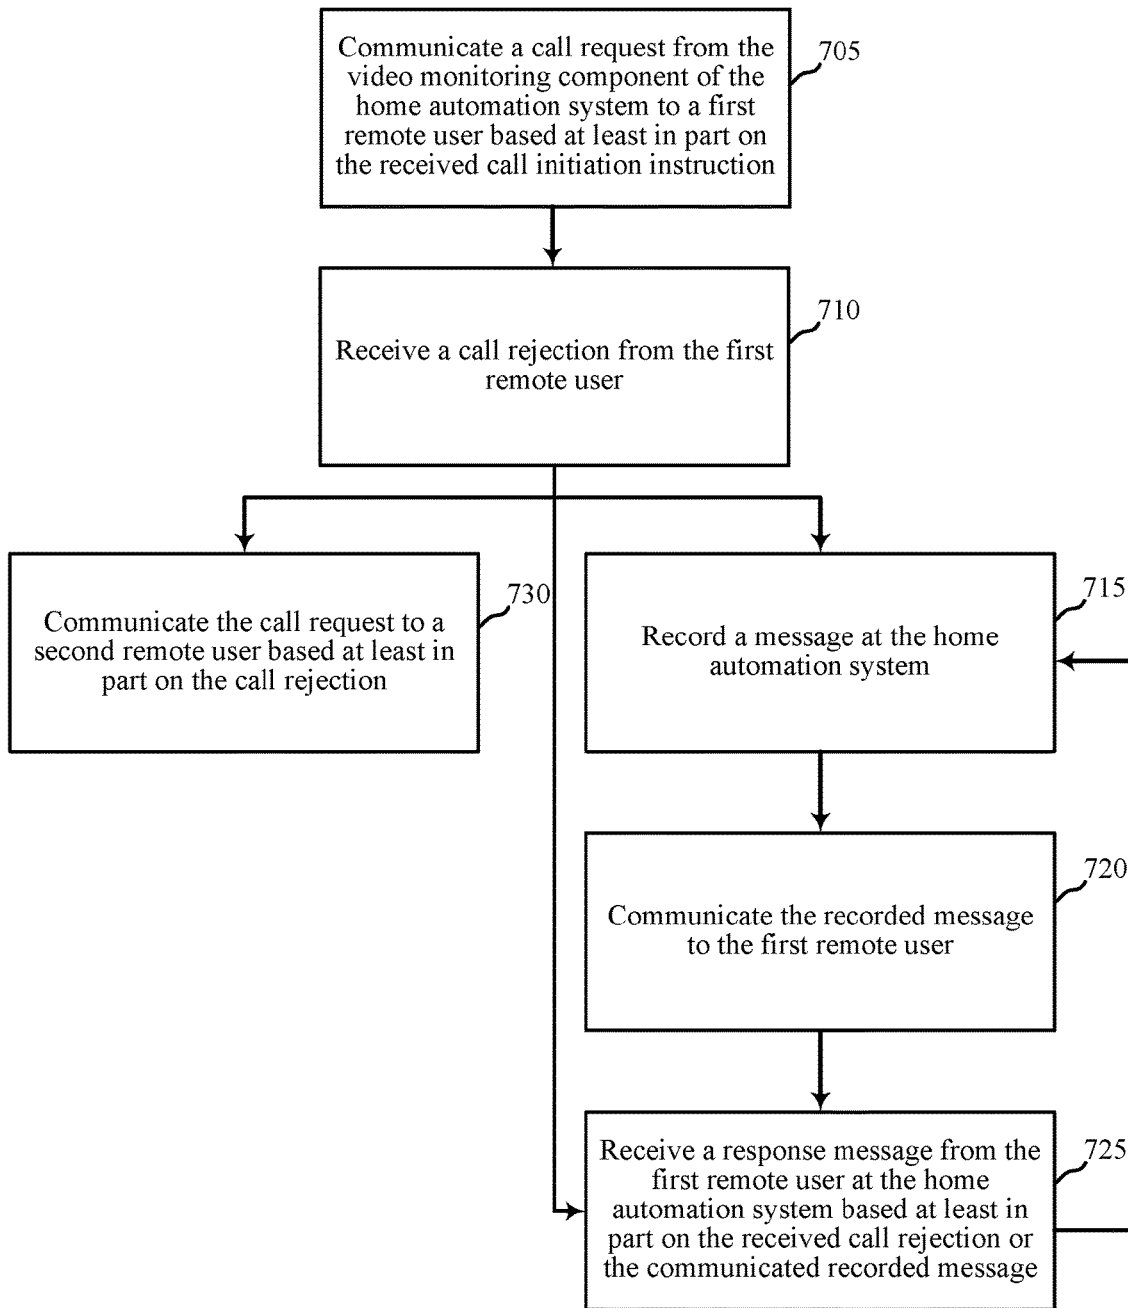 Communicate a call request from the
video monitoring component of the
home automation system to a first
remote user based at least in part on
the received call initiation instruction
705
Receive a call rejection from the first
remote user
710
Communicate the call request to a
second remote user based at least in
part on the call rejection
730
Record a message at the home
automation system
715
Communicate the recorded message
to the first remote user
720
Receive a response message from the
first remote user at the home
automation system based at least in
part on the received call rejection or
the communicated recorded message
725